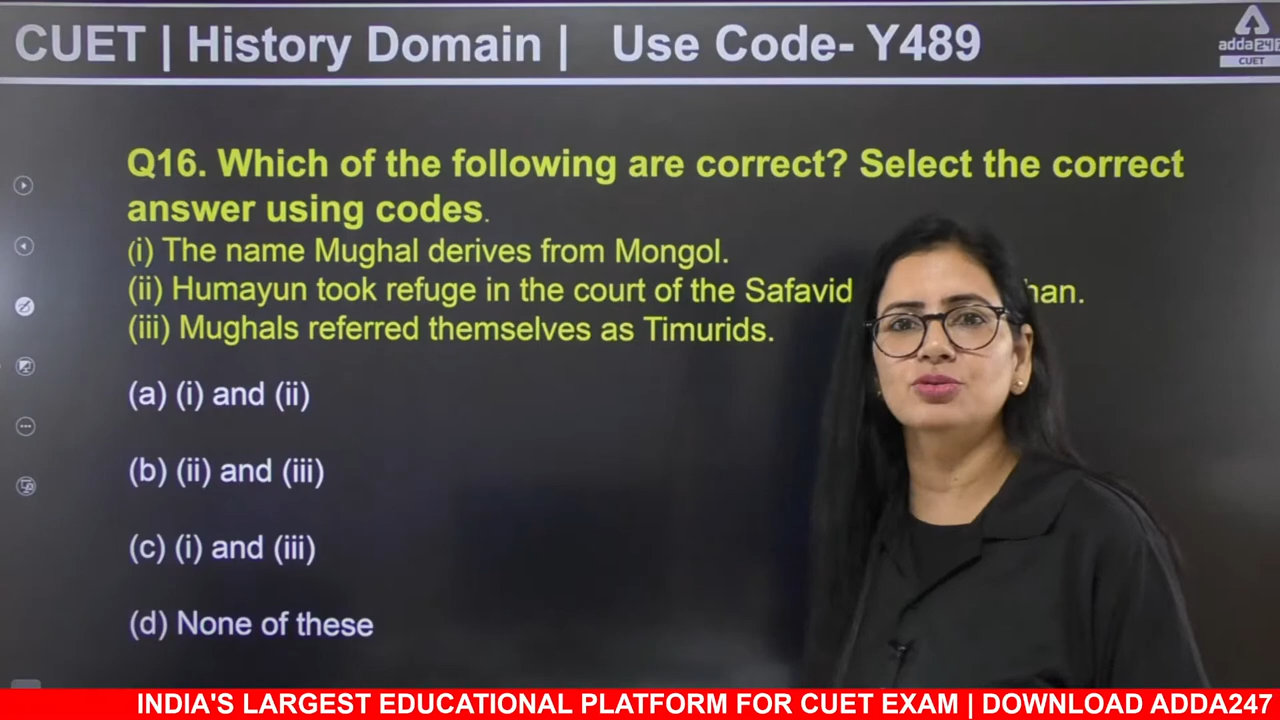 CUET | History Domain | Use Code- Y489
adda247
CUET
Q16. Which of the following are correct? Select the correct
answer using codes.
(i) The name Mughal derives from Mongol.
(ii) Humayun took refuge in the court of the Safavid han.
(iii) Mughals referred themselves as Timurids.
(a) (i) and (ii)
(b) (ii) and (iii)
(c) (i) and (iii)
(d) None of these
INDIA'S LARGEST EDUCATIONAL PLATFORM FOR CUET EXAM | DOWNLOAD ADDA247